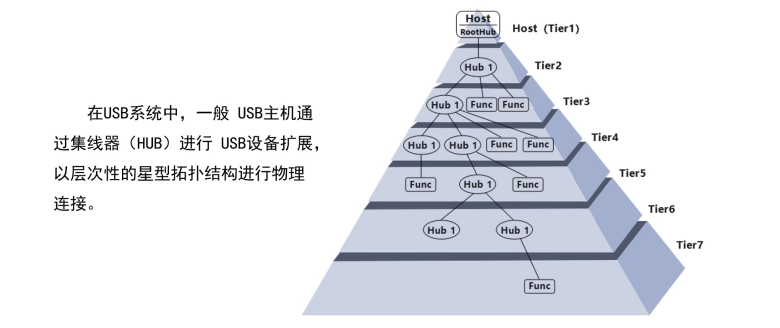 Host
RootHub
Host (Tier1)
Hub 1
Tier2
在USB系统中，一般 USB主机通
过集线器（HUB）进行 USB设备扩展，
以层次性的星型拓扑结构进行物理
连接。
Hub 1 Func Func
Tier3
Hub 1 Hub 1 Func Func
Tier4
Func Hub 1 Func
Tier5
Hub 1 Hub 1
Tier6
Tier7
Func